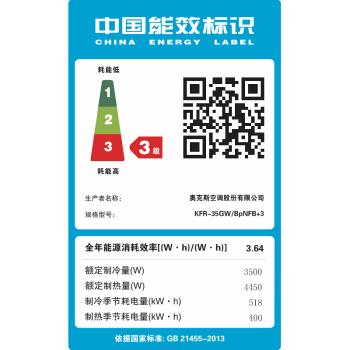 中国能效标识
CHINA ENERGY LABEL
耗能低
1
2
3
3级
耗能高
生产者名称: 奥克斯空调股份有限公司
规格型号: KFR-35GW/BpNFB+3
全年能源消耗效率[(W·h)/(W·h)] 3.64
额定制冷量(W) 3500
额定制热量(W) 4450
制冷季节耗电量(kW·h) 518
制热季节耗电量(kW·h) 400
依据国家标准: GB 21455-2013